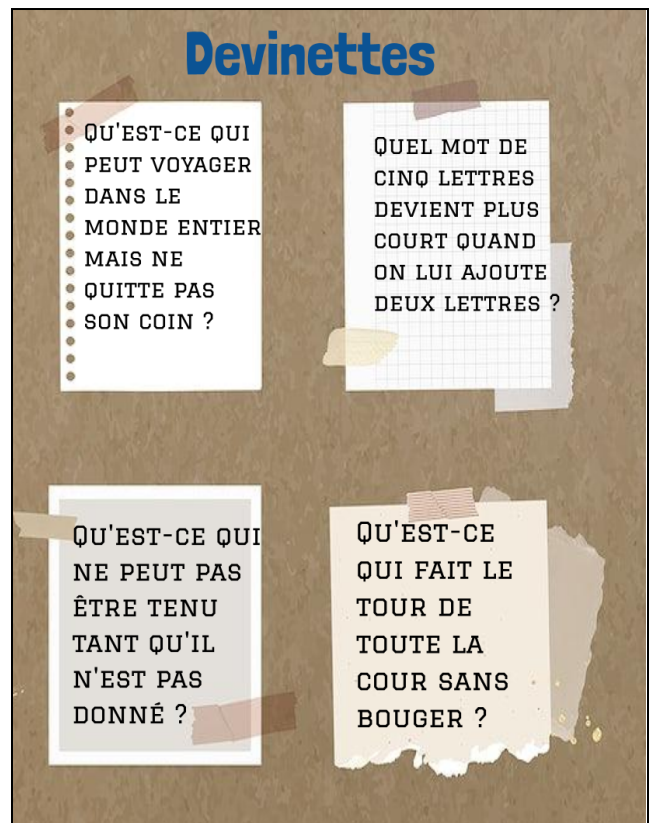 Devinettes
Qu'est-ce qui
peut voyager
dans le
monde entier
mais ne
quitte pas
son coin ?
Quel mot de
cinq lettres
devient plus
court quand
on lui ajoute
deux lettres ?
Qu'est-ce qui
ne peut pas
être tenu
tant qu'il
n'est pas
donné ?
Qu'est-ce
qui fait le
tour de
toute la
cour sans
bouger ?